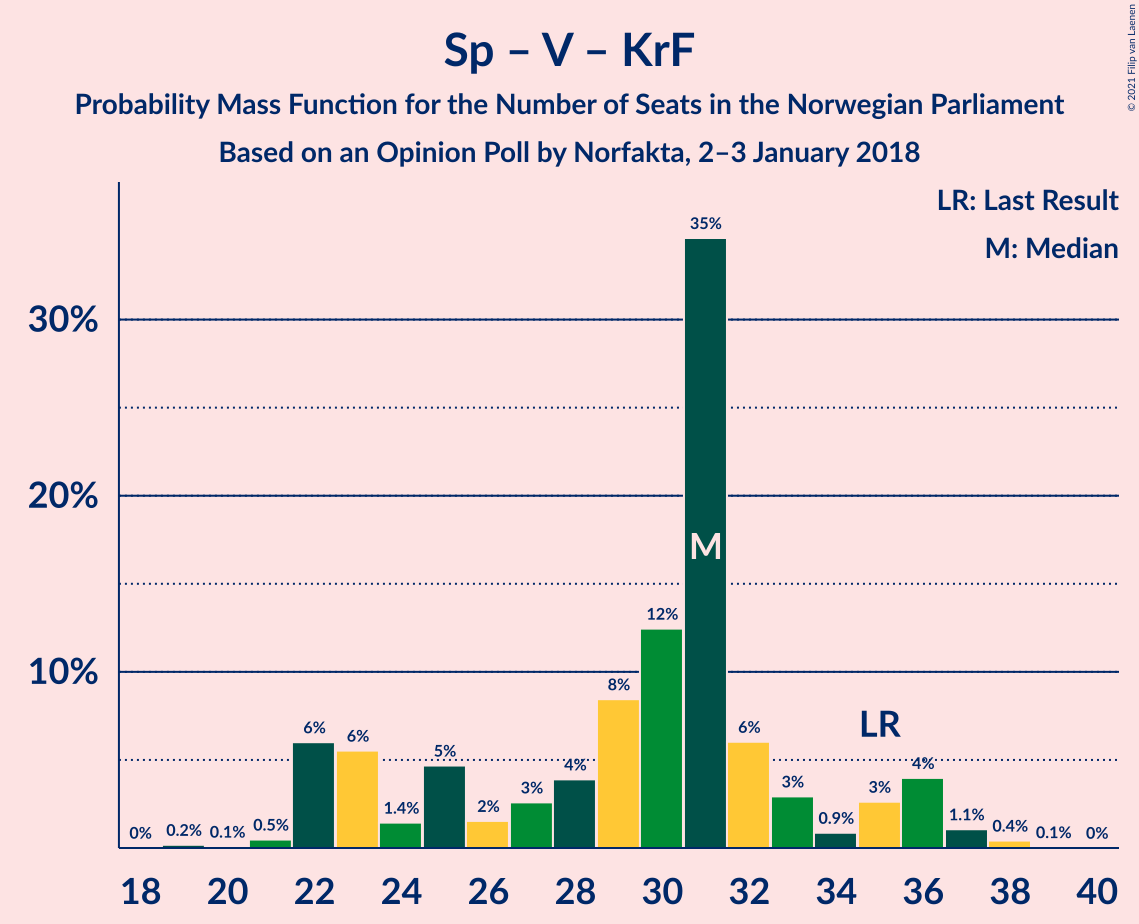 Sp – V – KrF
Probability Mass Function for the Number of Seats in the Norwegian Parliament
Based on an Opinion Poll by Norfakta, 2–3 January 2018
© 2021 Filip van Laenen
LR: Last Result
M: Median
30%
20%
10%
0%
0.2%
0.1%
0.5%
6%
6%
1.4%
5%
2%
3%
4%
8%
12%
35%
6%
3%
0.9%
3%
4%
1.1%
0.4%
0.1%
0%
M
LR
18 20 22 24 26 28 30 32 34 36 38 40